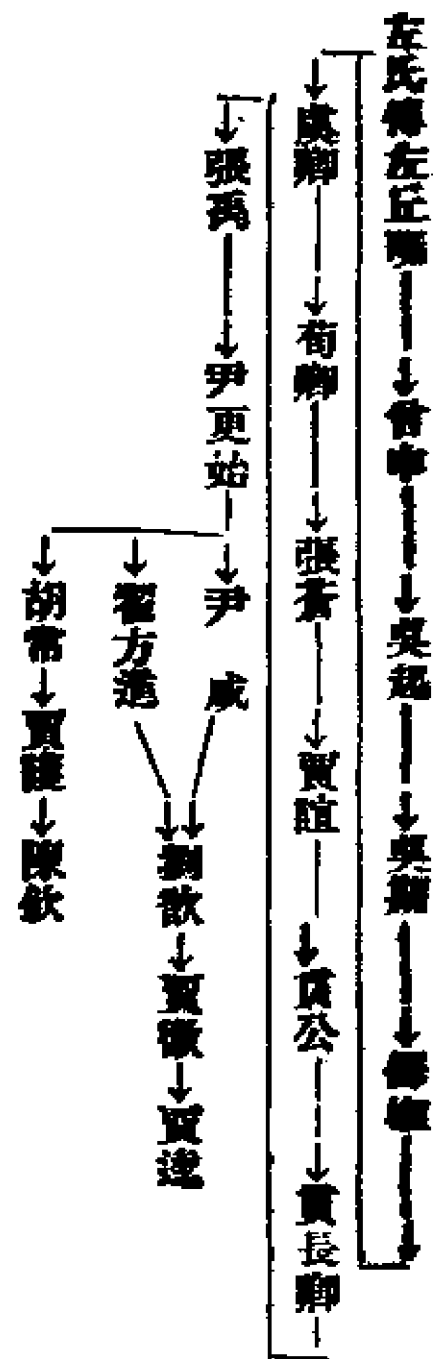 左氏傳左丘明→曾申→吳起→吳期→鐸椒→
→虞卿→荀卿→張蒼→賈誼→貫公→貫長卿
→張禹→尹更始
→尹咸
→翟方進
→劉歆→賈徽→賈逵
→胡常→賈護→陳欽